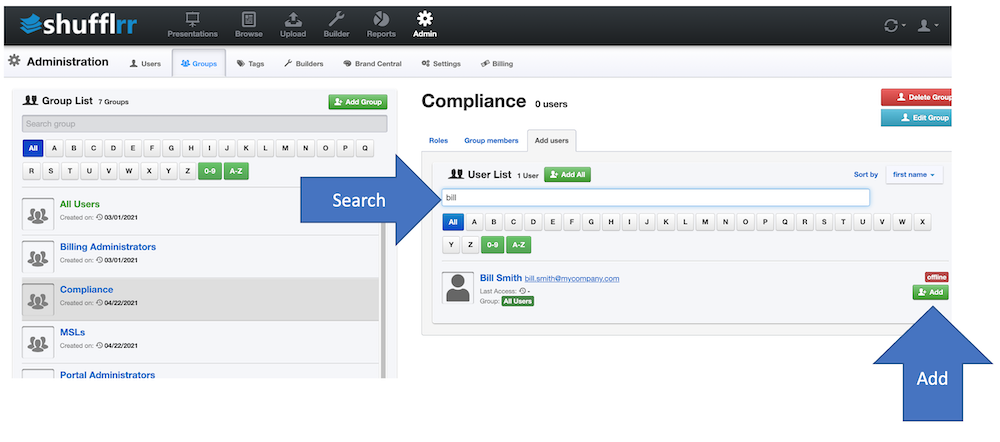 shufflrr
Presentations Browse Upload Builder Reports Admin
Administration Users Groups Tags Builders Brand Central Settings Billing
Group List 7 Groups Add Group
Search group
All A B C D E F G H I J K L M N O P Q
R S T U V W X Y Z 0-9 A-Z
All Users
Created on: 03/01/2021
Billing Administrators
Created on: 03/01/2021
Compliance
Created on: 04/22/2021
MSLs
Created on: 04/22/2021
Portal Administrators
Compliance 0 users
Delete Group
Edit Group
Roles Group members Add users
User List 1 User Add All Sort by first name
Search
bill
All A B C D E F G H I J K L M N O P Q R S T U V W X
Y Z 0-9 A-Z
Bill Smith bill.smith@mycompany.com offline
Last Access: -
Group: All Users
Add
Add